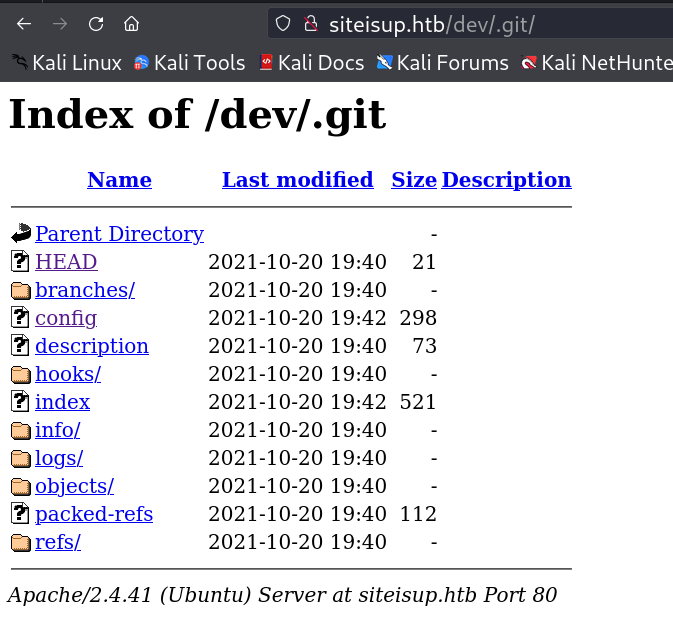 siteisup.htb/dev/.git/
Kali Linux Kali Tools Kali Docs Kali Forums Kali NetHunte
Index of /dev/.git
Name Last modified Size Description
Parent Directory -
HEAD 2021-10-20 19:40 21
branches/ 2021-10-20 19:40 -
config 2021-10-20 19:42 298
description 2021-10-20 19:40 73
hooks/ 2021-10-20 19:40 -
index 2021-10-20 19:42 521
info/ 2021-10-20 19:40 -
logs/ 2021-10-20 19:40 -
objects/ 2021-10-20 19:40 -
packed-refs 2021-10-20 19:40 112
refs/ 2021-10-20 19:40 -
Apache/2.4.41 (Ubuntu) Server at siteisup.htb Port 80